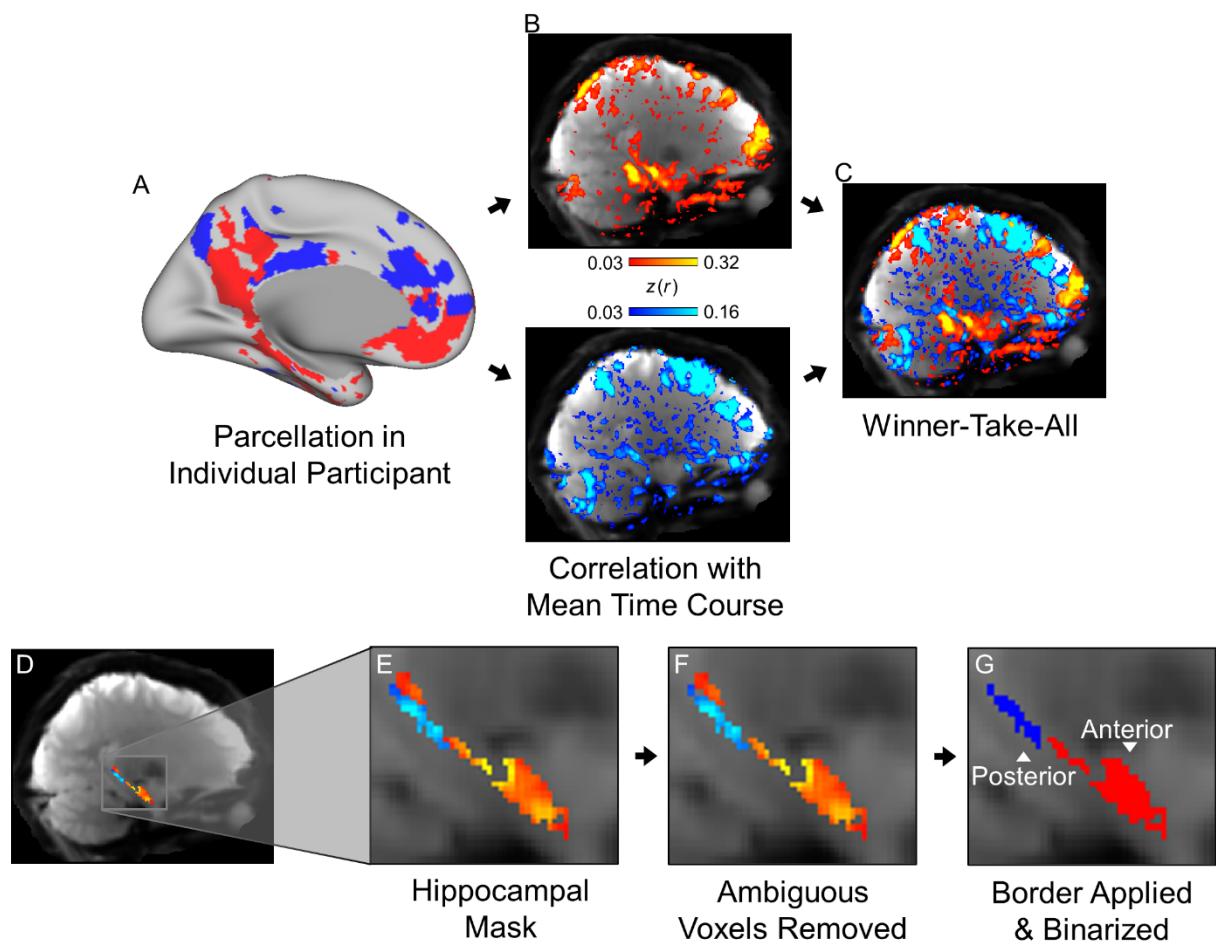 A
Parcellation in
Individual Participant
B
0.03 0.32
z(r)
0.03 0.16
Correlation with
Mean Time Course
C
Winner-Take-All
D
E
Hippocampal
Mask
F
Ambiguous
Voxels Removed
G
Anterior
Posterior
Border Applied
& Binarized